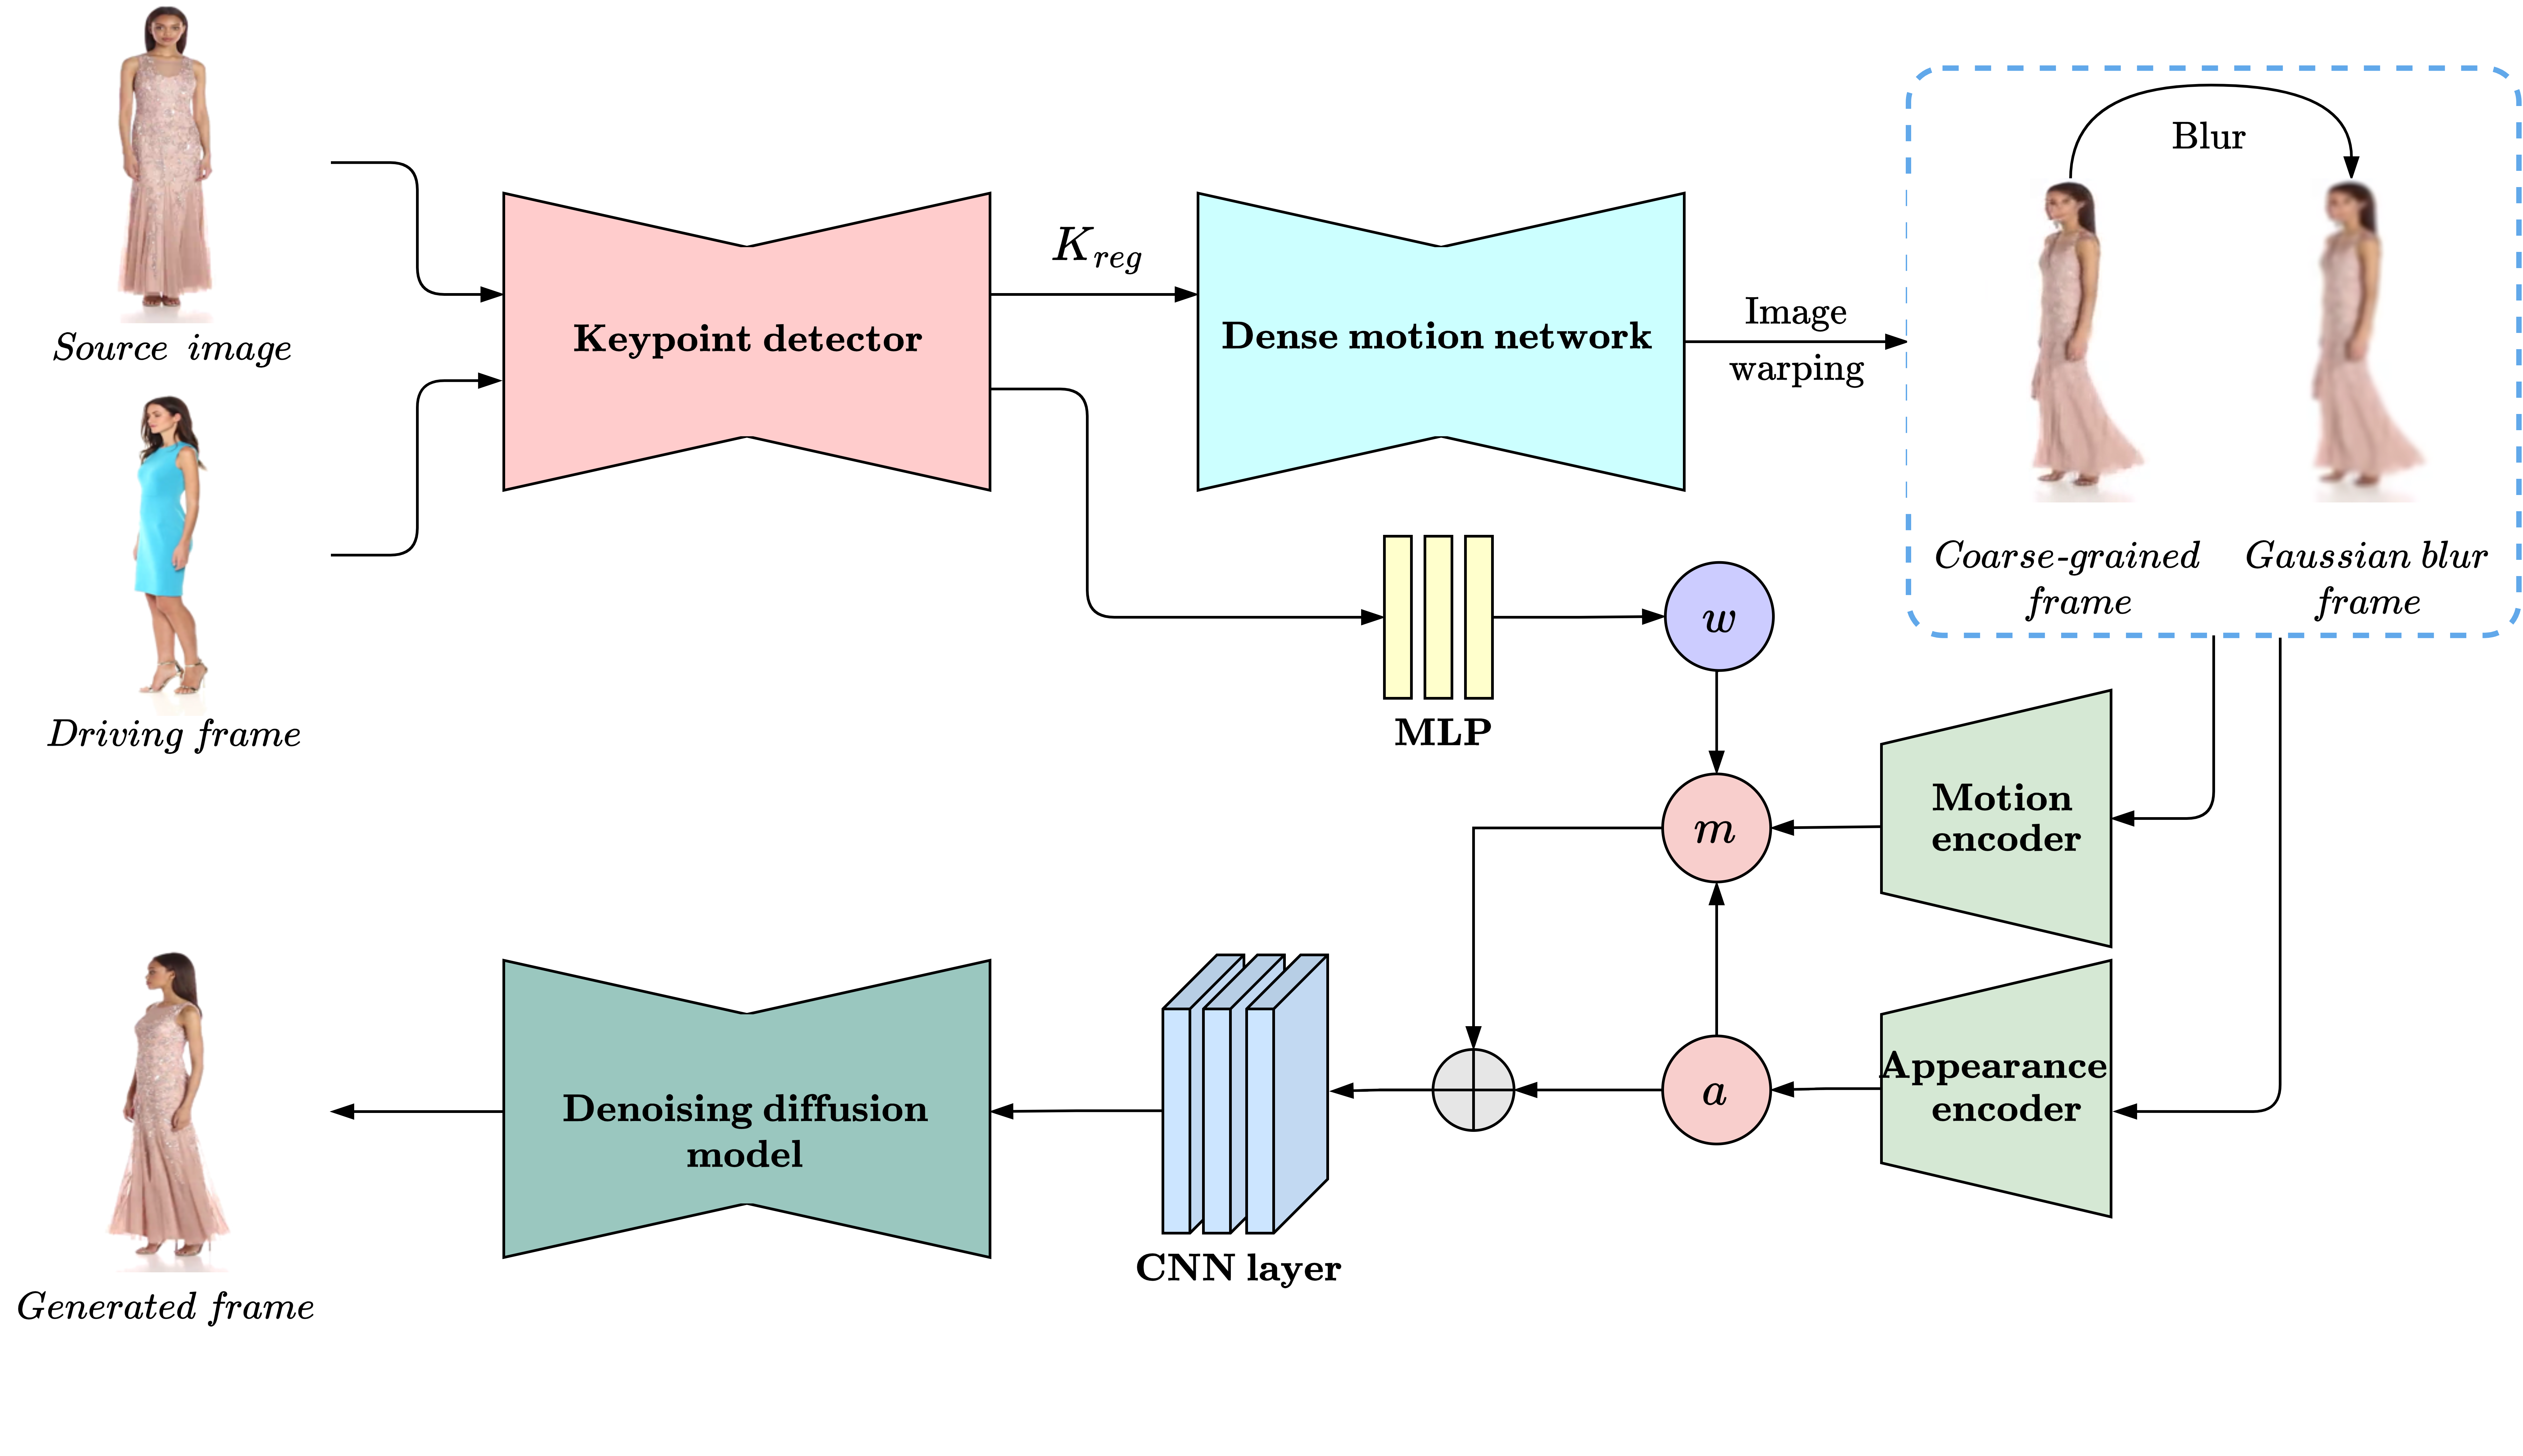 Source image
Driving frame
Keypoint detector
K_{reg}
Dense motion network
Image
warping
Blur
Coarse-grained
frame
Gaussian blur
frame
MLP
w
m
a
Motion
encoder
Appearance
encoder
CNN layer
Denoising diffusion
model
Generated frame